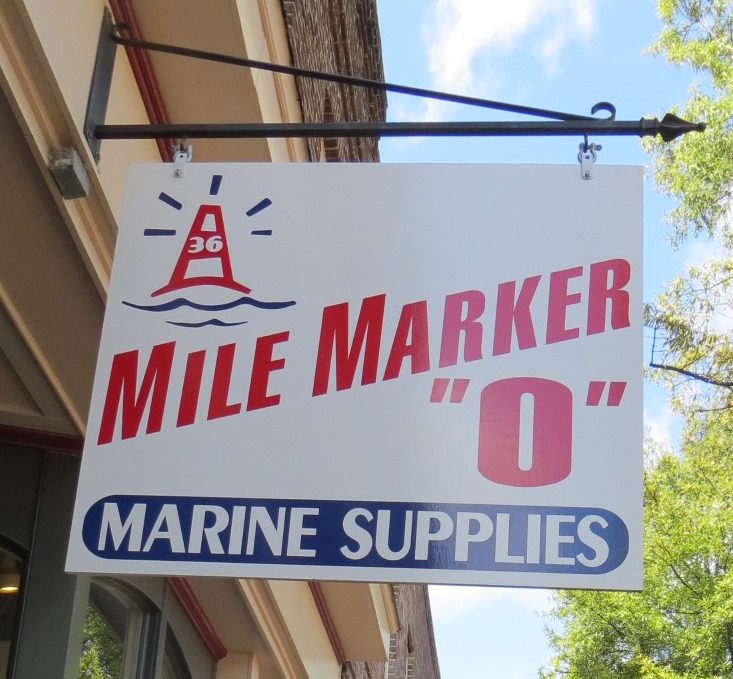 36
MILE MARKER
"0"
MARINE SUPPLIES